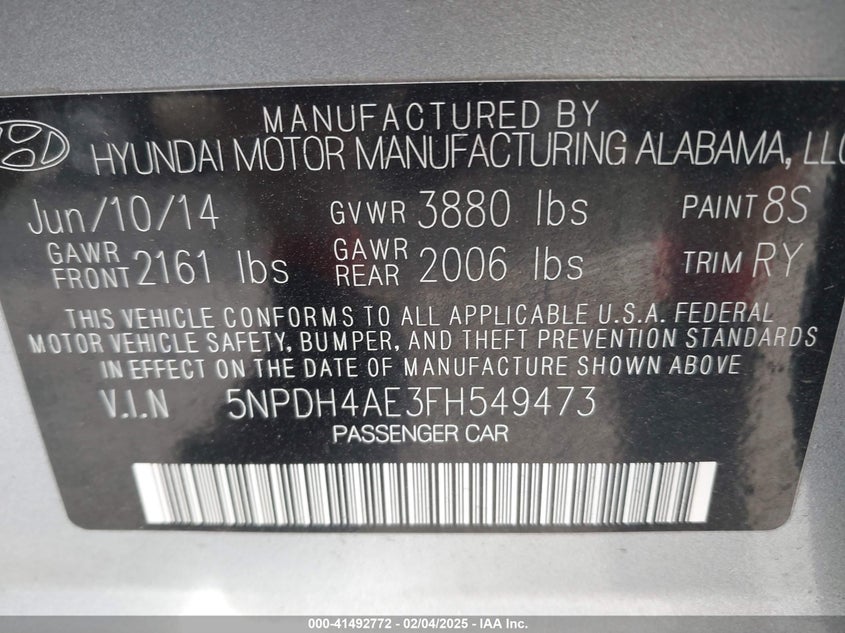 MANUFACTURED BY
HYUNDAI MOTOR MANUFACTURING ALABAMA, LLC
Jun/10/14 GVWR 3880 lbs PAINT 8S
GAWR FRONT 2161 lbs GAWR REAR 2006 lbs TRIM RY
THIS VEHICLE CONFORMS TO ALL APPLICABLE U.S.A. FEDERAL
MOTOR VEHICLE SAFETY, BUMPER, AND THEFT PREVENTION STANDARDS
IN EFFECT ON THE DATE OF MANUFACTURE SHOWN ABOVE
V.I.N 5NPDH4AE3FH549473
PASSENGER CAR
000-41492772 - 02/04/2025 - IAA Inc.